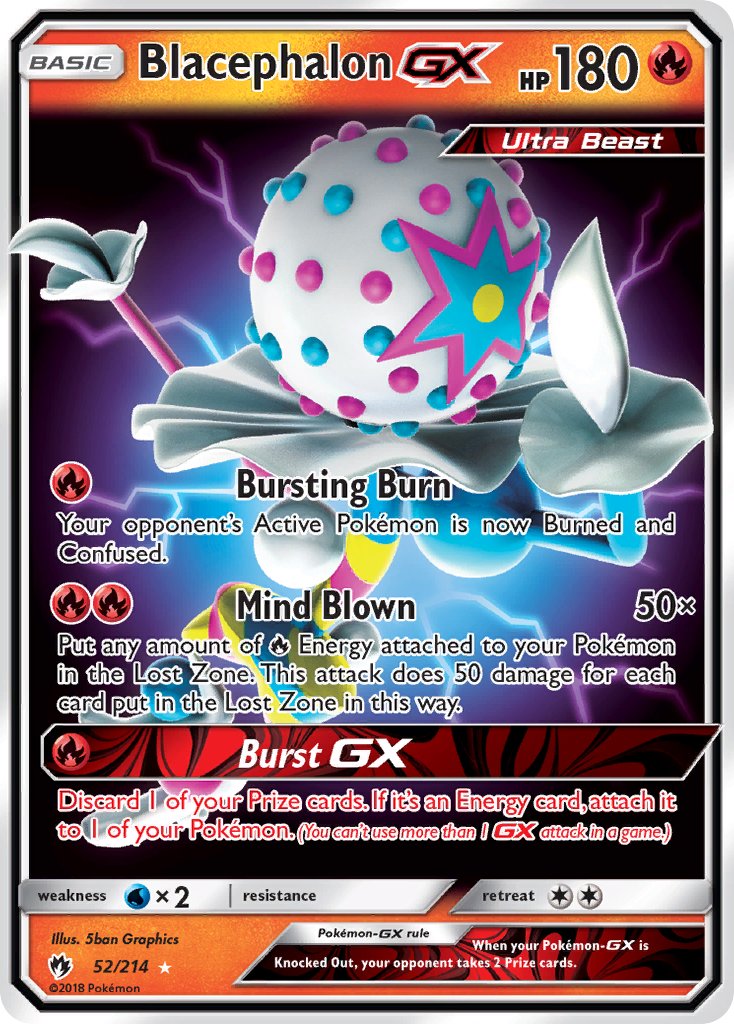 BASIC Blacephalon GX HP 180
Ultra Beast
Bursting Burn
Your opponent's Active Pokémon is now Burned and
Confused.
Mind Blown 50×
Put any amount of Energy attached to your Pokémon
in the Lost Zone. This attack does 50 damage for each
card put in the Lost Zone in this way.
Burst GX
Discard 1 of your Prize cards. If it's an Energy card, attach it
to 1 of your Pokémon. (You can't use more than 1 GX attack in a game.)
weakness ×2 resistance retreat
Illus. 5ban Graphics
52/214
©2018 Pokémon
Pokémon-GX rule
When your Pokémon-GX is
Knocked Out, your opponent takes 2 Prize cards.